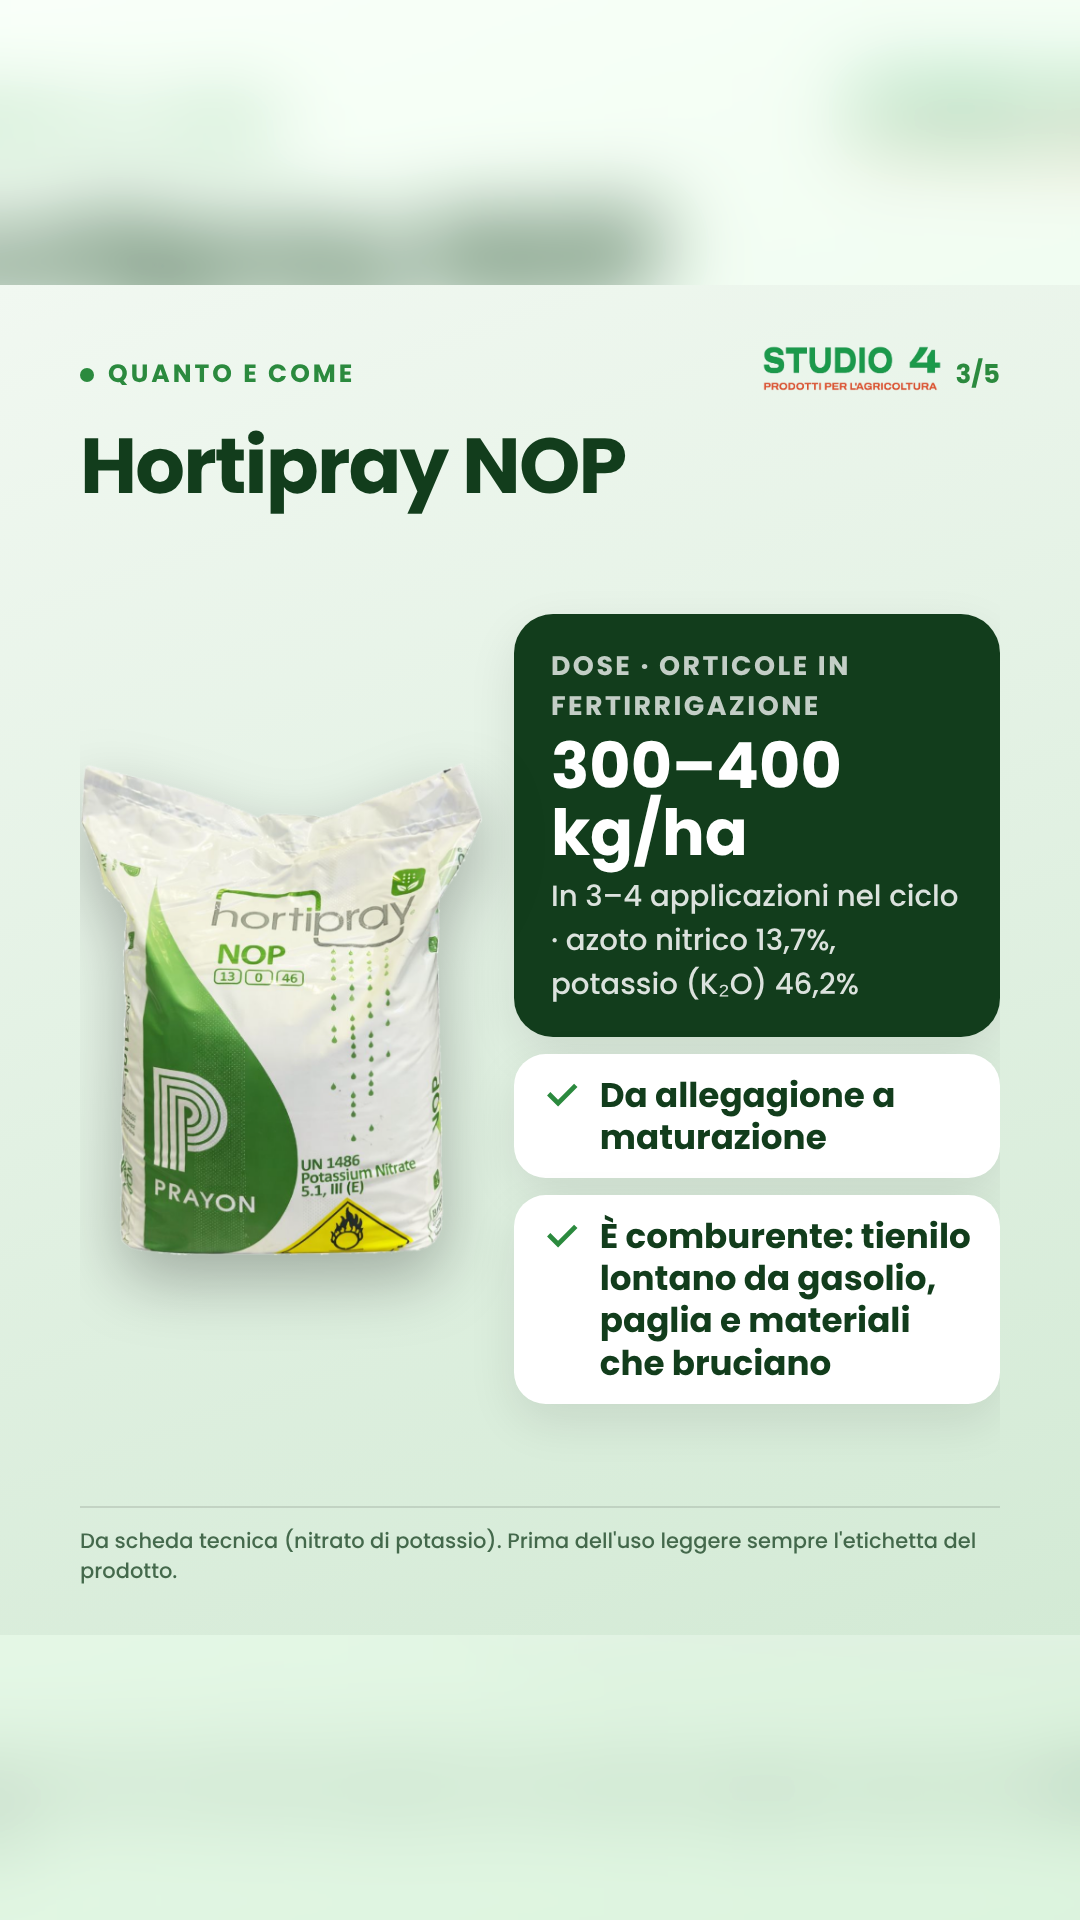 QUANTO E COME
STUDIO 4
PRODOTTI PER L'AGRICOLTURA
3/5
Hortipray NOP
DOSE · ORTICOLE IN
FERTIRRIGAZIONE
300–400
kg/ha
In 3–4 applicazioni nel ciclo
· azoto nitrico 13,7%,
potassio (K₂O) 46,2%
hortipray
NOP
13 0 46
PRAYON
UN 1486
Potassium Nitrate
5.1, III (E)
NOP
Da allegagione a
maturazione
È comburente: tienilo
lontano da gasolio,
paglia e materiali
che bruciano
Da scheda tecnica (nitrato di potassio). Prima dell'uso leggere sempre l'etichetta del
prodotto.